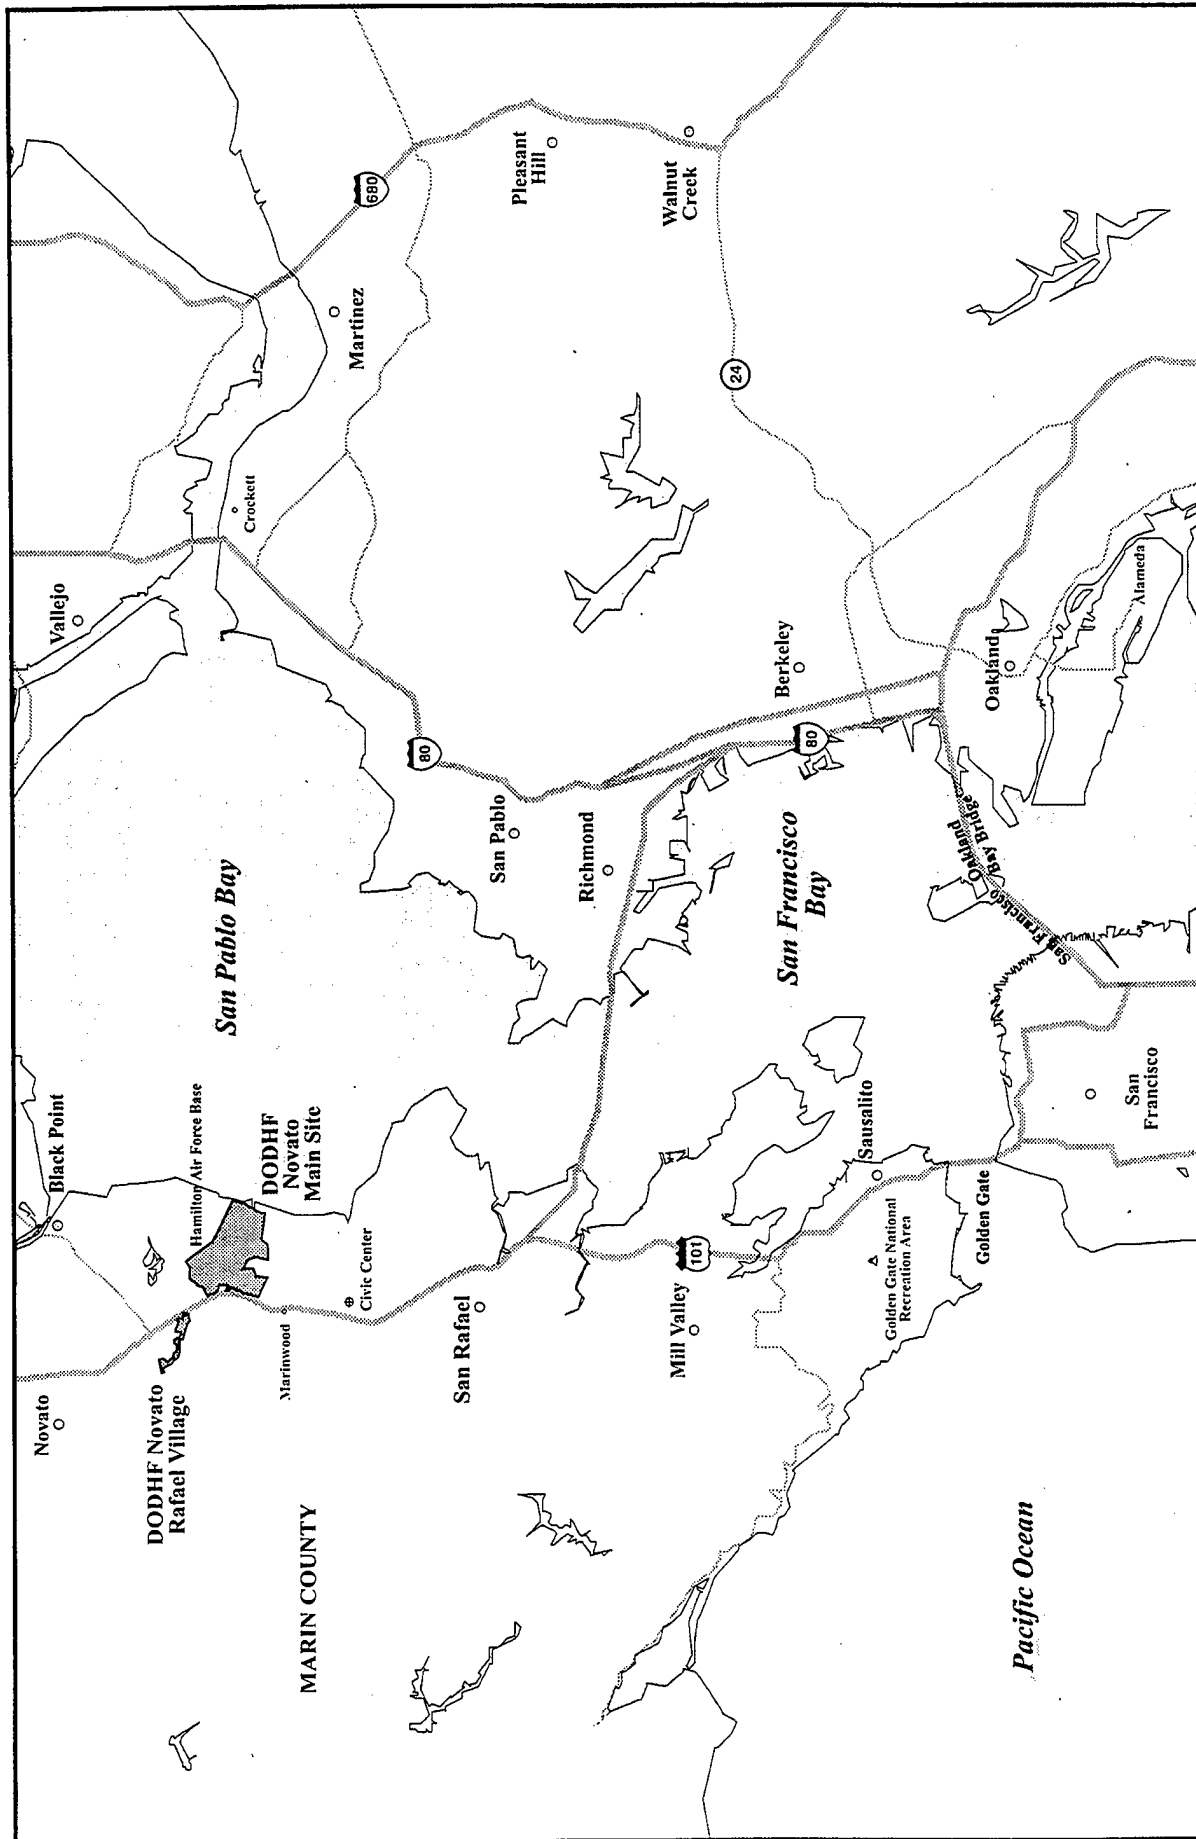 Novato
Black Point
Vallejo
DODHF Novato
Rafael Village
Hamilton Air Force Base
DODHF
Novato
Main Site
San Pablo Bay
Crockett
680
Martinez
Marinwood
Civic Center
MARIN COUNTY
San Rafael
80
San Pablo
Richmond
Pleasant
Hill
Walnut
Creek
Mill Valley
101
24
San Francisco
Bay
Berkeley
80
Sausalito
Golden Gate National
Recreation Area
Golden Gate
San Francisco Oakland
Bay Bridge
Oakland
Alameda
San
Francisco
Pacific Ocean